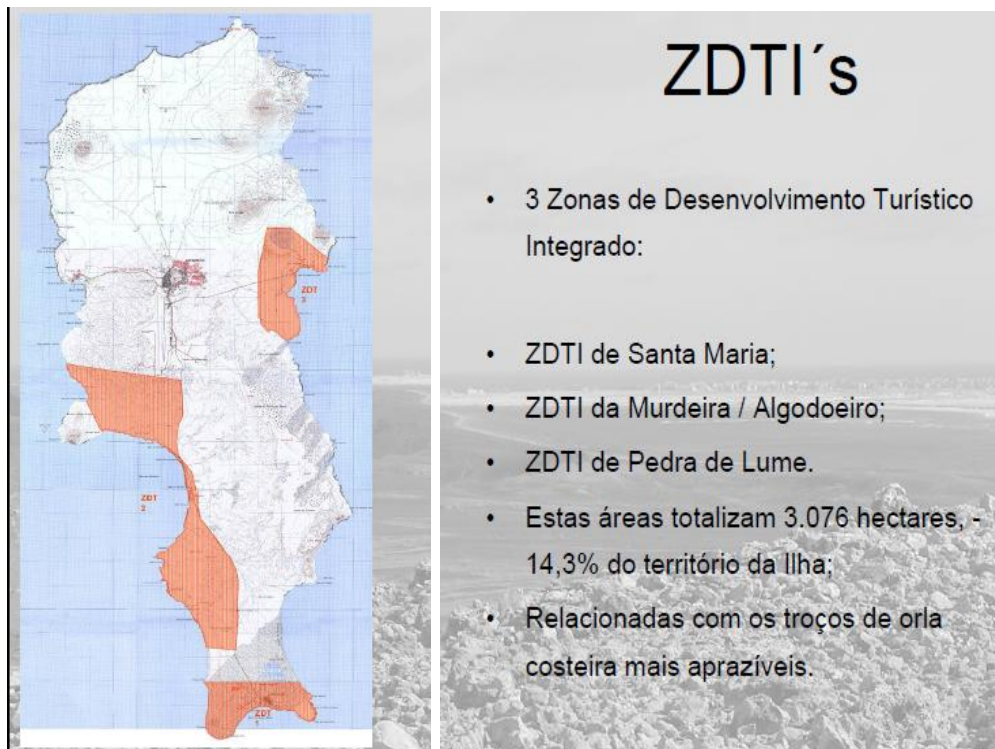 ZDT
3
ZDT
2
ZDT
1
ZDTI´s
• 3 Zonas de Desenvolvimento Turístico
Integrado:
• ZDTI de Santa Maria;
• ZDTI da Murdeira / Algodoeiro;
• ZDTI de Pedra de Lume.
• Estas áreas totalizam 3.076 hectares, -
14,3% do território da Ilha;
• Relacionadas com os troços de orla
costeira mais aprazíveis.